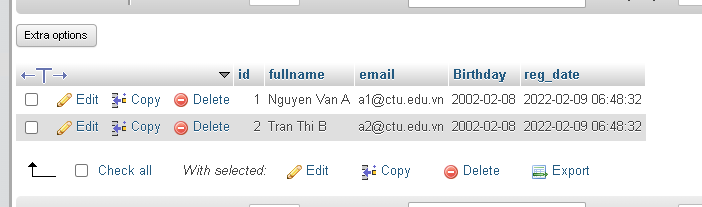 Extra options
id fullname email Birthday reg_date
Edit Copy Delete 1 Nguyen Van A a1@ctu.edu.vn 2002-02-08 2022-02-09 06:48:32
Edit Copy Delete 2 Tran Thi B a2@ctu.edu.vn 2002-02-08 2022-02-09 06:48:32
Check all With selected: Edit Copy Delete Export